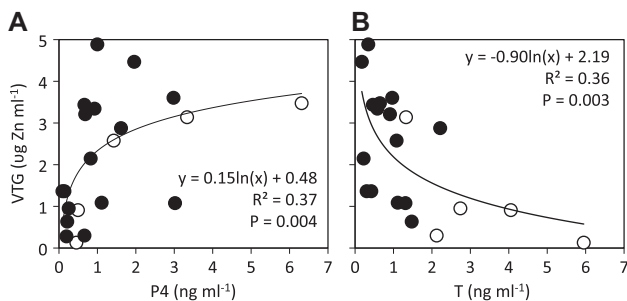 A
B
5
4
3
2
1
0
VTG (ug Zn ml⁻¹)
y = 0.15ln(x) + 0.48
R² = 0.37
P = 0.004
0 1 2 3 4 5 6 7
P4 (ng ml⁻¹)
y = -0.90ln(x) + 2.19
R² = 0.36
P = 0.003
0 1 2 3 4 5 6 7
T (ng ml⁻¹)